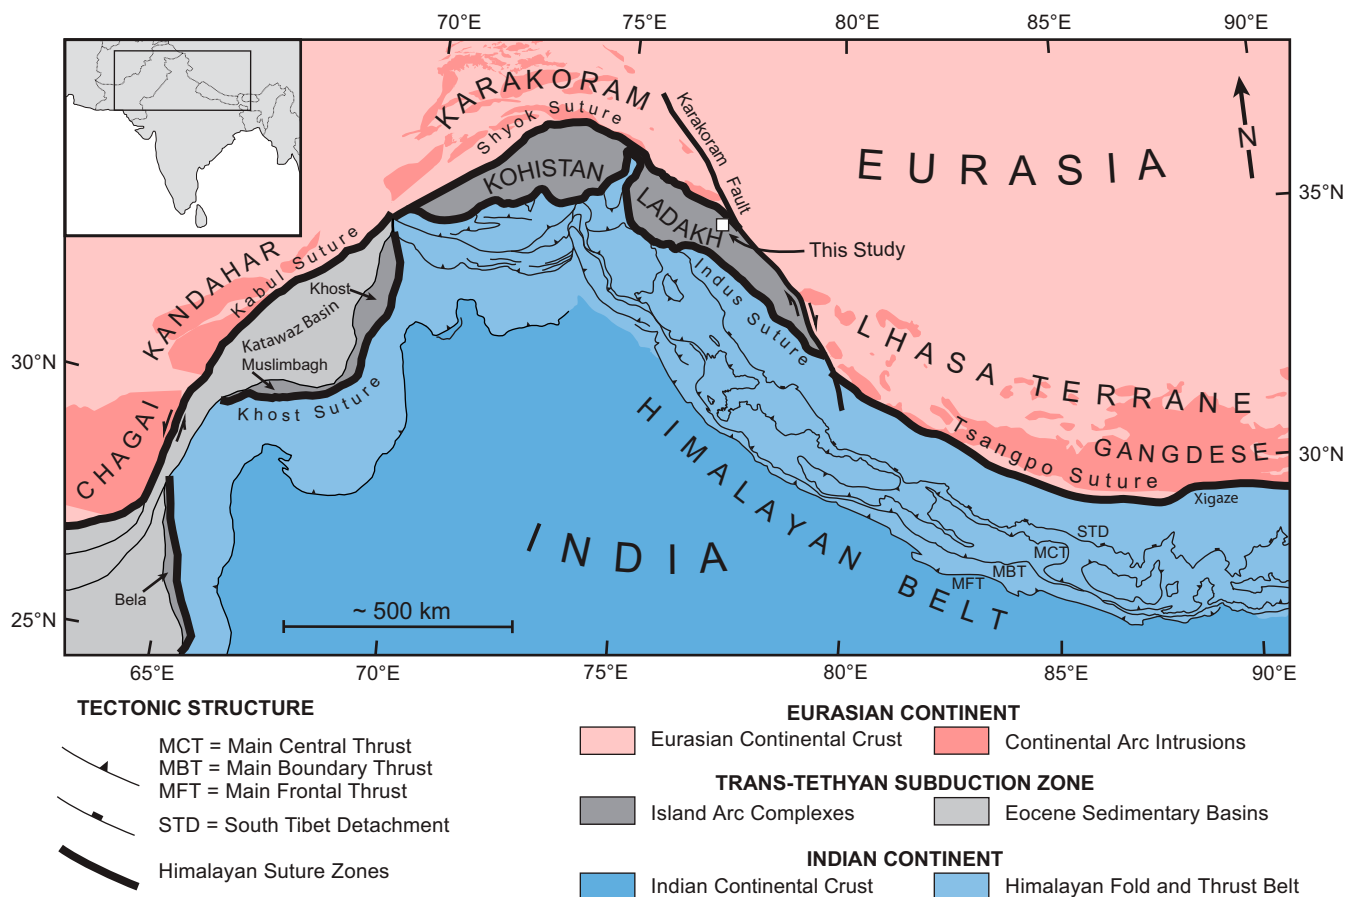 70°E 75°E 80°E 85°E 90°E
KARAKORAM
Shyok Suture
Karakoram Fault
N
EURASIA
35°N
KOHISTAN
LADAKH
This Study
KANDAHAR
Kabul Suture
Khost
Katawaz Basin
Muslimbagh
Khost Suture
Indus Suture
30°N
LHASA TERRANE
GANGDESE
30°N
Tsangpo Suture
Xigaze
CHAGAI
HIMALAYAN BELT
INDIA
STD
MCT
MBT
MFT
Bela
25°N
~ 500 km
65°E 70°E 75°E 80°E 85°E 90°E
TECTONIC STRUCTURE
MCT = Main Central Thrust
MBT = Main Boundary Thrust
MFT = Main Frontal Thrust
STD = South Tibet Detachment
Himalayan Suture Zones
EURASIAN CONTINENT
Eurasian Continental Crust
Continental Arc Intrusions
TRANS-TETHYAN SUBDUCTION ZONE
Island Arc Complexes
Eocene Sedimentary Basins
INDIAN CONTINENT
Indian Continental Crust
Himalayan Fold and Thrust Belt